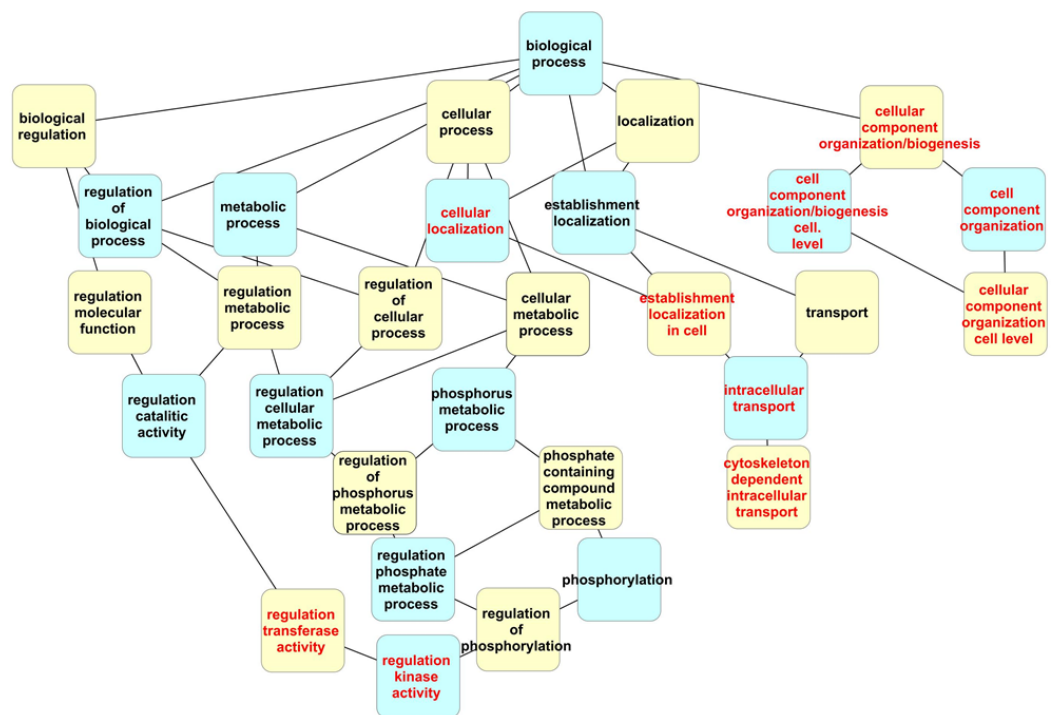 biological
process
biological
regulation
cellular
process
localization
cellular
component
organization/biogenesis
regulation
of
biological
process
metabolic
process
cellular
localization
establishment
localization
cell
component
organization/biogenesis
cell.
level
cell
component
organization
regulation
molecular
function
regulation
metabolic
process
regulation
of
cellular
process
cellular
metabolic
process
establishment
localization
in cell
transport
cellular
component
organization
cell level
regulation
catalitic
activity
regulation
cellular
metabolic
process
phosphorus
metabolic
process
intracellular
transport
regulation
of
phosphorus
metabolic
process
phosphate
containing
compound
metabolic
process
cytoskeleton
dependent
intracellular
transport
regulation
phosphate
metabolic
process
phosphorylation
regulation
transferase
activity
regulation
of
phosphorylation
regulation
kinase
activity